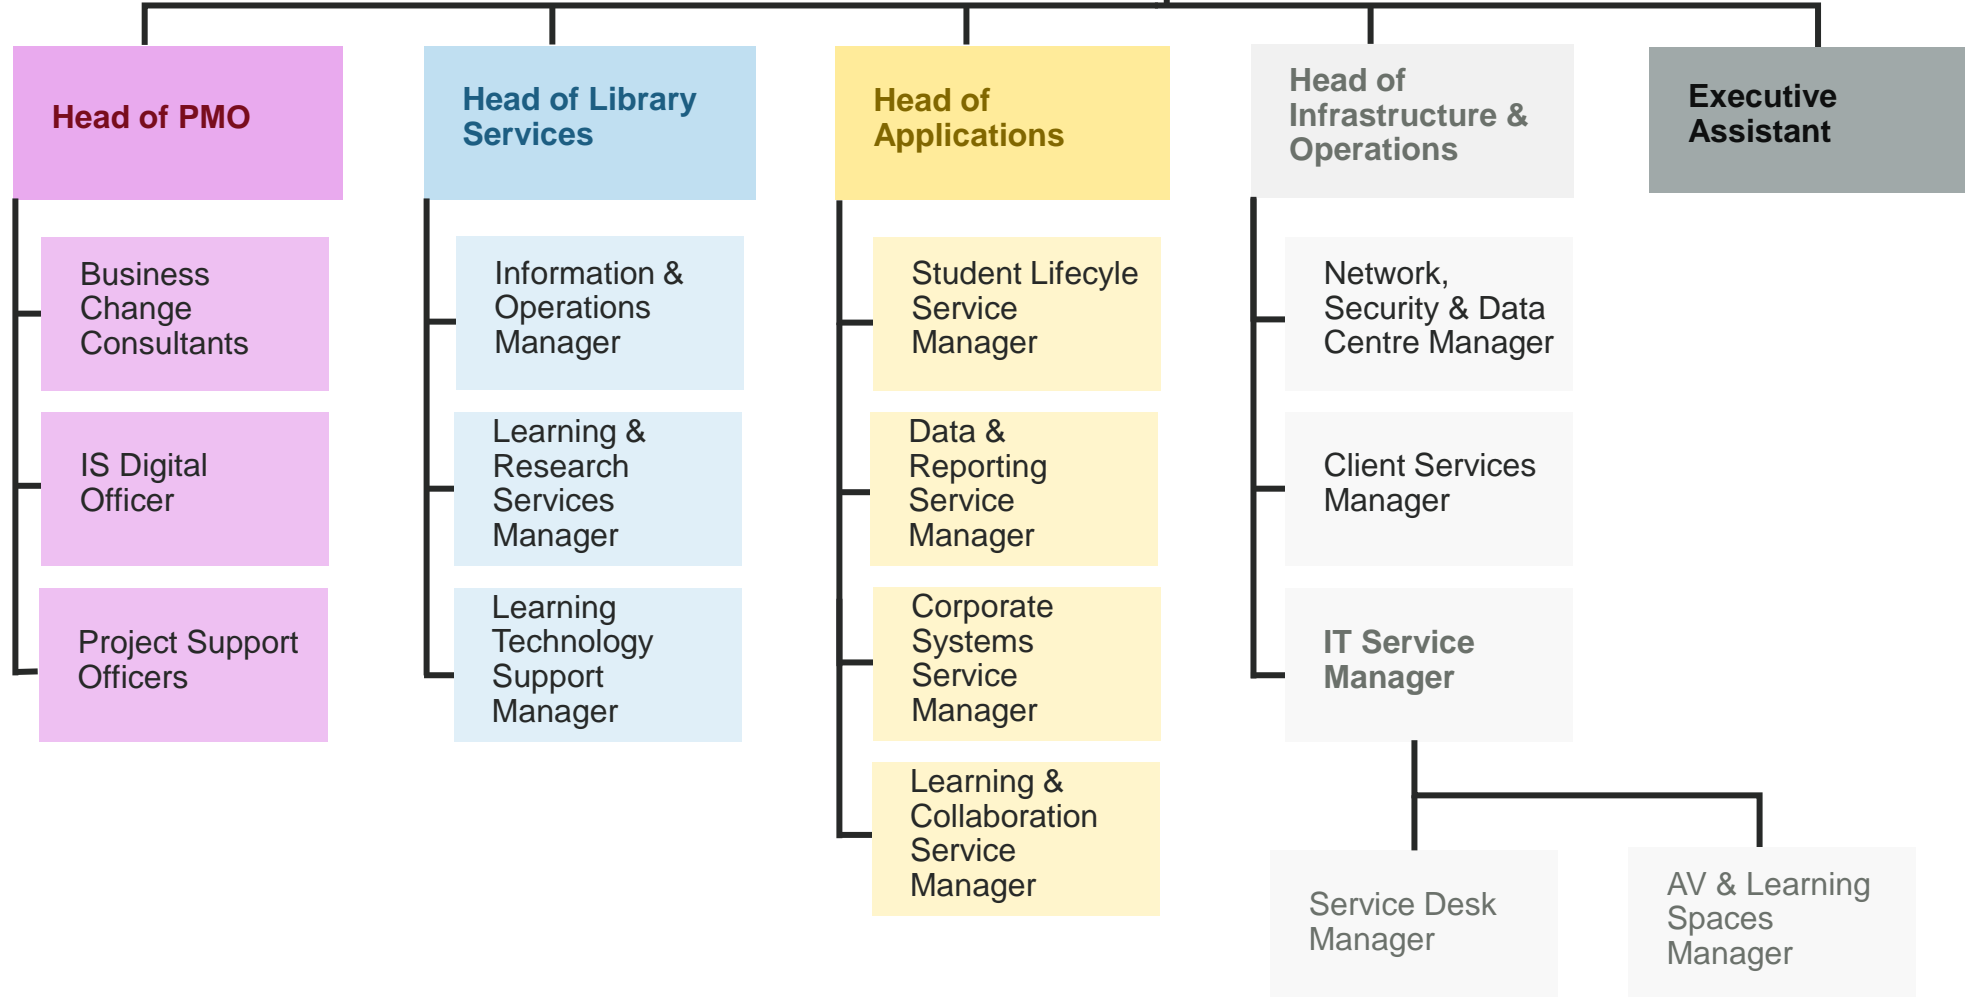 Head of PMO
Head of Library
Services
Head of
Applications
Head of
Infrastructure &
Operations
Executive
Assistant
Business
Change
Consultants
Information &
Operations
Manager
Student Lifecyle
Service
Manager
Network,
Security & Data
Centre Manager
IS Digital
Officer
Learning &
Research
Services
Manager
Data &
Reporting
Service
Manager
Client Services
Manager
Project Support
Officers
Learning
Technology
Support
Manager
Corporate
Systems
Service
Manager
IT Service
Manager
Learning &
Collaboration
Service
Manager
Service Desk
Manager
AV & Learning
Spaces
Manager